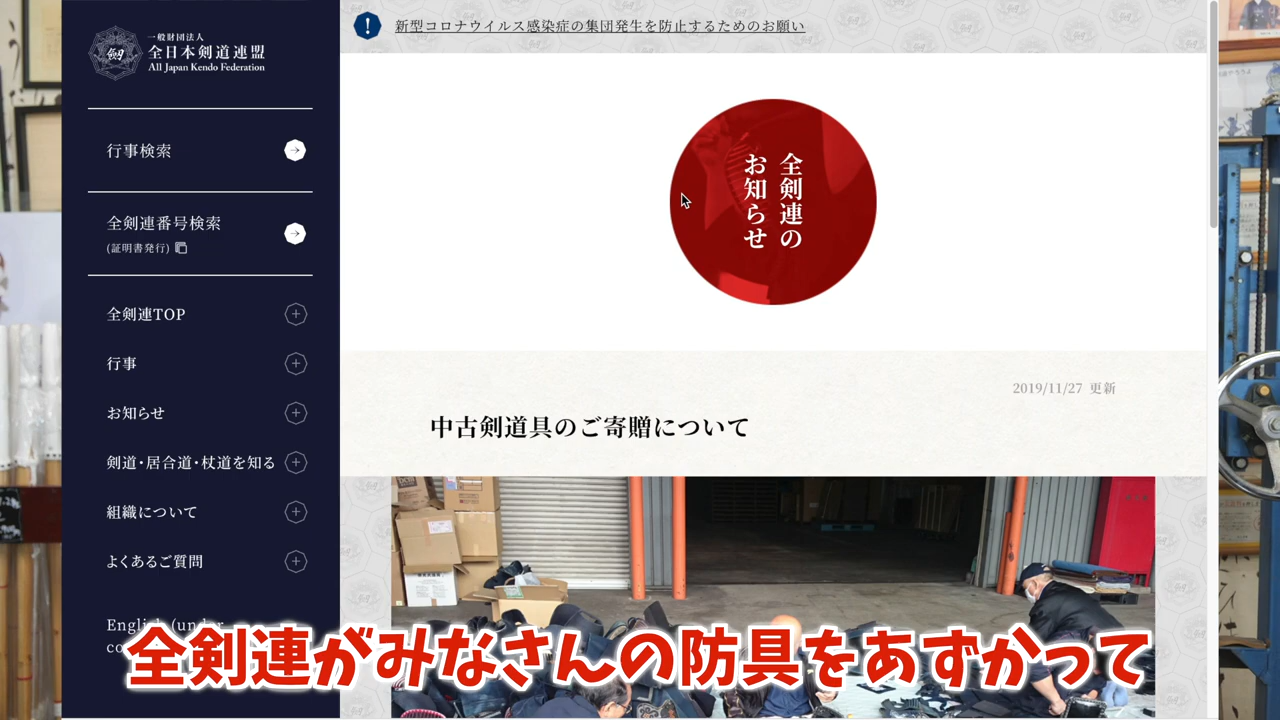 一般財団法人
全日本剣道連盟
All Japan Kendo Federation
行事検索
全剣連番号検索
(証明書発行)
全剣連TOP
行事
お知らせ
剣道・居合道・杖道を知る
組織について
よくあるご質問
English (under
新型コロナウイルス感染症の集団発生を防止するためのお願い
全剣連の
お知らせ
2019/11/27 更新
中古剣道具のご寄贈について
全剣連がみなさんの防具をあずかって